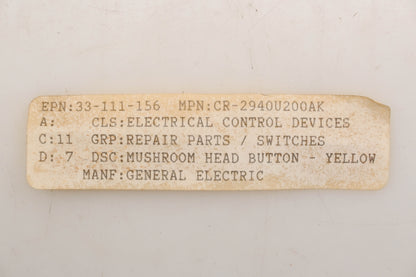 EPN:33-111-156 MPN:CR-2940U200AK
A: CLS:ELECTRICAL CONTROL DEVICES
C:11 GRP:REPAIR PARTS / SWITCHES
D: 7 DSC:MUSHROOM HEAD BUTTON - YELLOW
MANF:GENERAL ELECTRIC